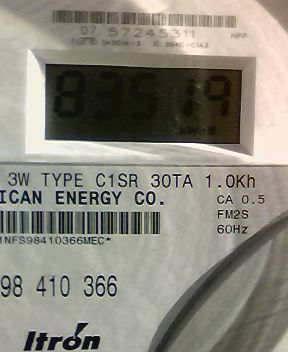 07 57245311
83519
kWH
3W TYPE C1SR 30TA 1.0Kh
ICAN ENERGY CO.
CA 0.5
FM2S
60Hz
1NFS98410366MEC*
98 410 366
Itron